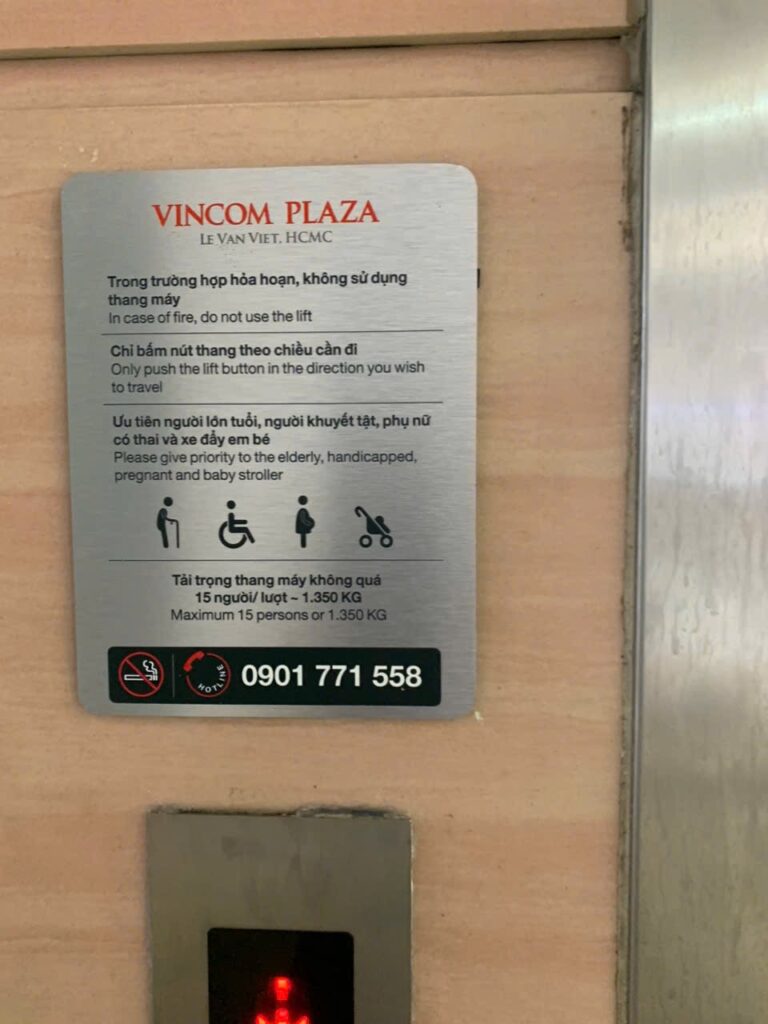 VINCOM PLAZA
LE VAN VIET, HCMC
Trong trường hợp hỏa hoạn, không sử dụng
thang máy
In case of fire, do not use the lift
Chỉ bấm nút thang theo chiều cần đi
Only push the lift button in the direction you wish
to travel
Ưu tiên người lớn tuổi, người khuyết tật, phụ nữ
có thai và xe đẩy em bé
Please give priority to the elderly, handicapped,
pregnant and baby stroller
Tải trọng thang máy không quá
15 người/ lượt ~ 1.350 KG
Maximum 15 persons or 1.350 KG
HOTLINE 0901 771 558